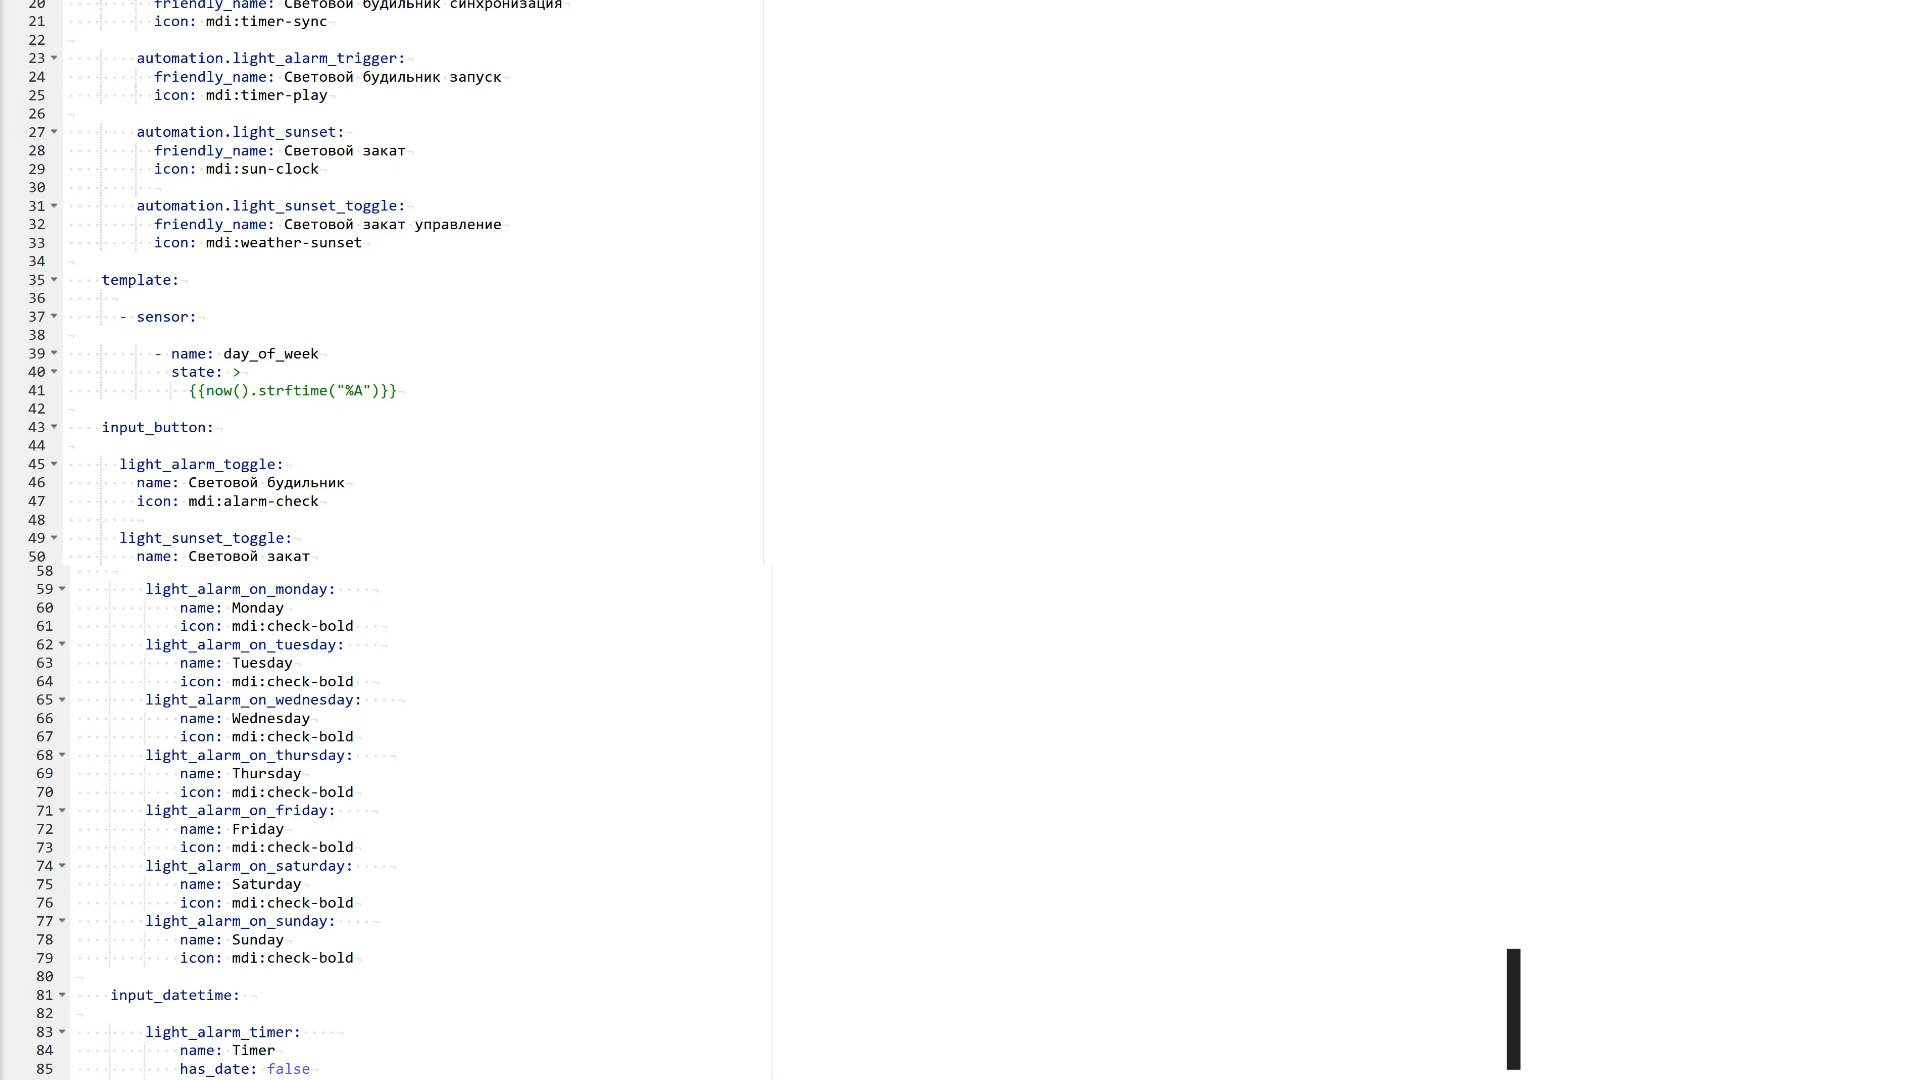 20 friendly_name: Световой будильник синхронизация
21 icon: mdi:timer-sync
22
23 automation.light_alarm_trigger:
24 friendly_name: Световой будильник запуск
25 icon: mdi:timer-play
26
27 automation.light_sunset:
28 friendly_name: Световой закат
29 icon: mdi:sun-clock
30
31 automation.light_sunset_toggle:
32 friendly_name: Световой закат управление
33 icon: mdi:weather-sunset
34
35 template:
36
37 - sensor:
38
39 - name: day_of_week
40 state: >
41 {{now().strftime("%A")}}
42
43 input_button:
44
45 light_alarm_toggle:
46 name: Световой будильник
47 icon: mdi:alarm-check
48
49 light_sunset_toggle:
50 name: Световой закат
58
59 light_alarm_on_monday:
60 name: Monday
61 icon: mdi:check-bold
62 light_alarm_on_tuesday:
63 name: Tuesday
64 icon: mdi:check-bold
65 light_alarm_on_wednesday:
66 name: Wednesday
67 icon: mdi:check-bold
68 light_alarm_on_thursday:
69 name: Thursday
70 icon: mdi:check-bold
71 light_alarm_on_friday:
72 name: Friday
73 icon: mdi:check-bold
74 light_alarm_on_saturday:
75 name: Saturday
76 icon: mdi:check-bold
77 light_alarm_on_sunday:
78 name: Sunday
79 icon: mdi:check-bold
80
81 input_datetime:
82
83 light_alarm_timer:
84 name: Timer
85 has_date: false